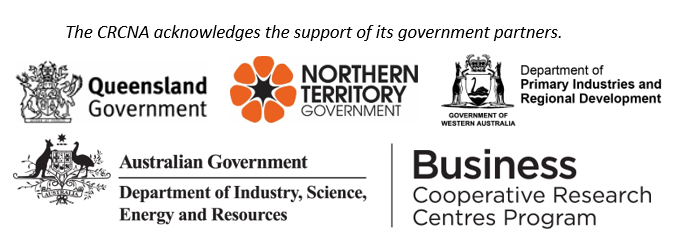 The CRCNA acknowledges the support of its government partners.
Queensland
Government
NORTHERN
TERRITORY
GOVERNMENT
GOVERNMENT OF
WESTERN AUSTRALIA
Department of
Primary Industries and
Regional Development
AUSTRALIA
Australian Government
Department of Industry, Science,
Energy and Resources
Business
Cooperative Research
Centres Program